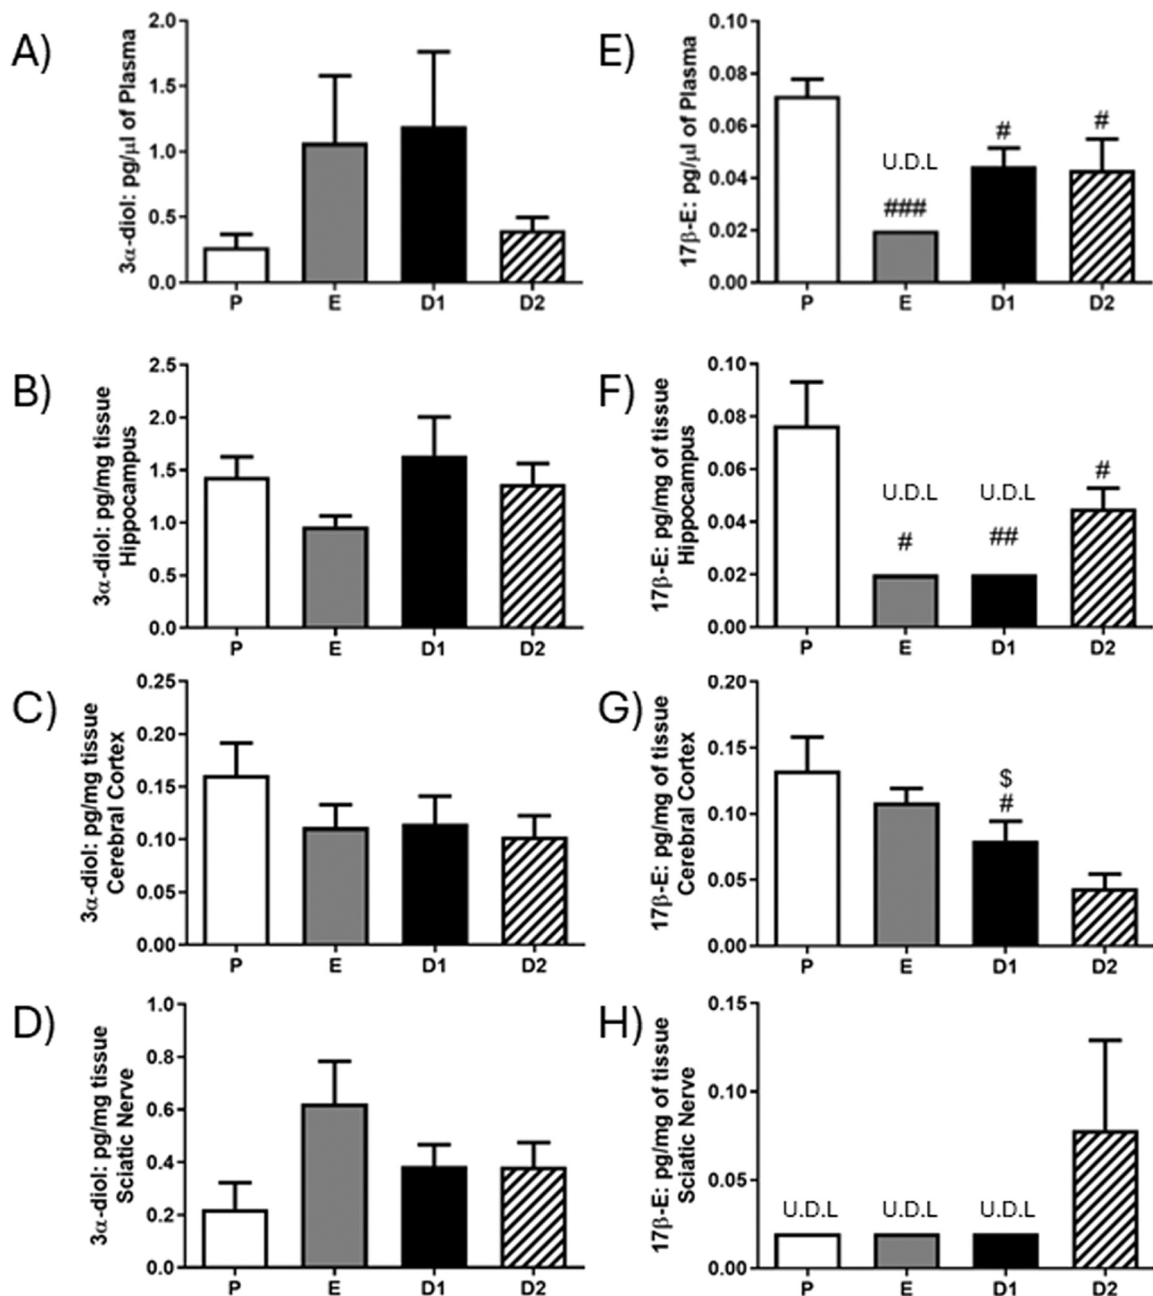 A)
3α-diol: pg/μl of Plasma
2.0
1.5
1.0
0.5
0.0
P E D1 D2
E)
17β-E: pg/μl of Plasma
0.10
0.08
0.06
0.04
0.02
0.00
U.D.L
###
#
#
P E D1 D2
B)
3α-diol: pg/mg tissue
Hippocampus
2.5
2.0
1.5
1.0
0.5
0.0
P E D1 D2
F)
17β-E: pg/mg of tissue
Hippocampus
0.10
0.08
0.06
0.04
0.02
0.00
U.D.L
#
U.D.L
##
#
P E D1 D2
C)
3α-diol: pg/mg tissue
Cerebral Cortex
0.25
0.20
0.15
0.10
0.05
0.00
P E D1 D2
G)
17β-E: pg/mg of tissue
Cerebral Cortex
0.20
0.15
0.10
0.05
0.00
$
#
P E D1 D2
D)
3α-diol: pg/mg tissue
Sciatic Nerve
1.0
0.8
0.6
0.4
0.2
0.0
P E D1 D2
H)
17β-E: pg/mg of tissue
Sciatic Nerve
0.15
0.10
0.05
0.00
U.D.L U.D.L U.D.L
P E D1 D2